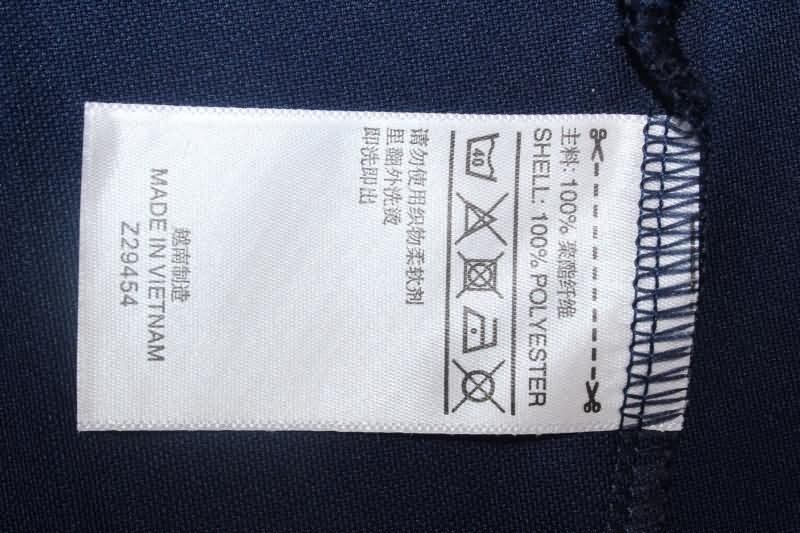 主料: 100% 聚酯纤维
SHELL: 100% POLYESTER
40
请勿使用织物柔软剂
里翻外洗烫
即洗即出
越南制造
MADE IN VIETNAM
Z29454